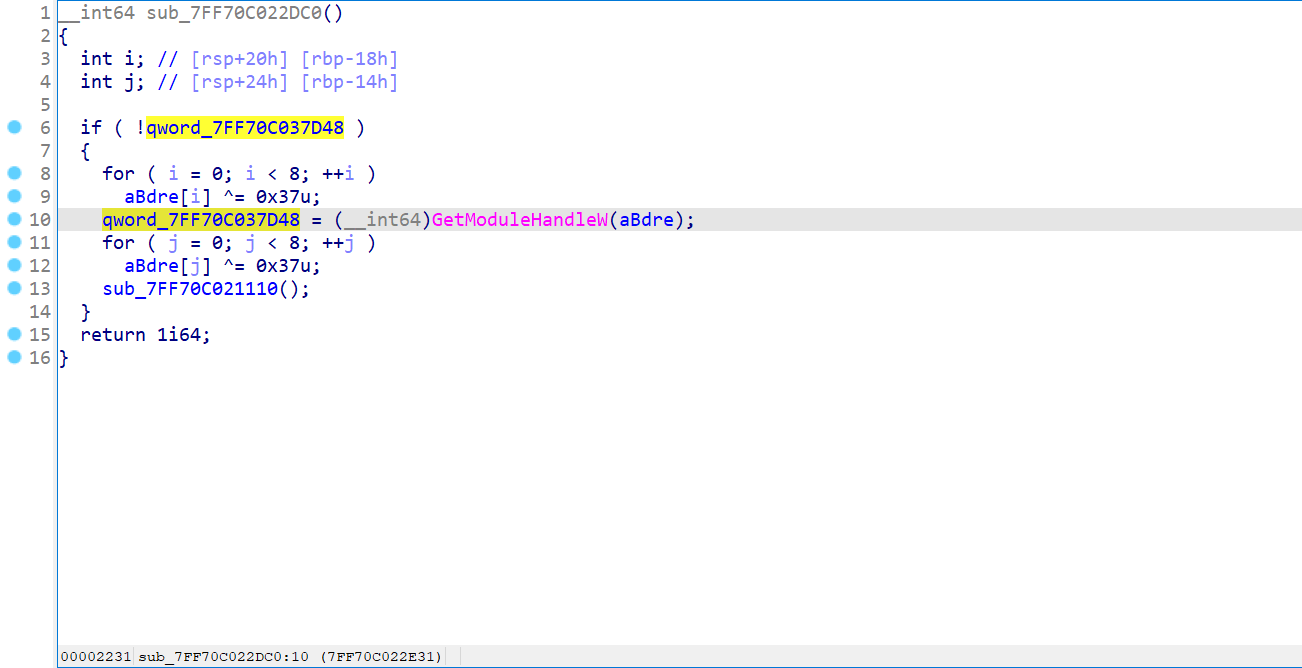 1 __int64 sub_7FF70C022DC0()
2 {
3   int i; // [rsp+20h] [rbp-18h]
4   int j; // [rsp+24h] [rbp-14h]
5
6   if ( !qword_7FF70C037D48 )
7   {
8     for ( i = 0; i < 8; ++i )
9       aBdre[i] ^= 0x37u;
10     qword_7FF70C037D48 = (__int64)GetModuleHandleW(aBdre);
11     for ( j = 0; j < 8; ++j )
12       aBdre[j] ^= 0x37u;
13     sub_7FF70C021110();
14   }
15   return 1i64;
16 }
00002231 sub_7FF70C022DC0:10 (7FF70C022E31)